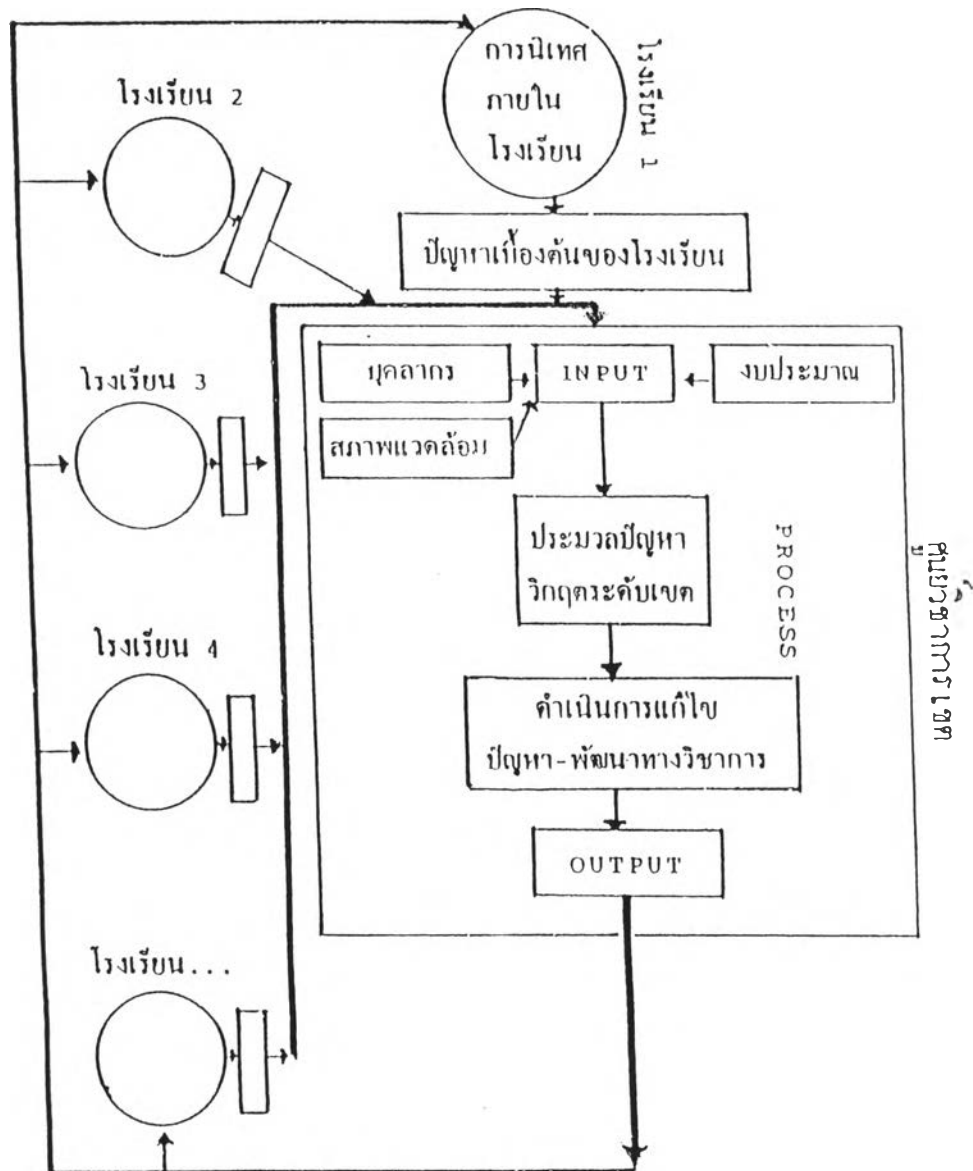 การนิเทศ
ภายใน
โรงเรียน
โรงเรียน 1
โรงเรียน 2
ปัญหาเบื้องต้นของโรงเรียน
บุคลากร
INPUT
งบประมาณ
สภาพแวดล้อม
โรงเรียน 3
ประมวลปัญหา
วิกฤตระดับเขต
PROCESS
ศูนย์วิชาการเขต
โรงเรียน 4
ดำเนินการแก้ไข
ปัญหา-พัฒนาทางวิชาการ
OUTPUT
โรงเรียน...